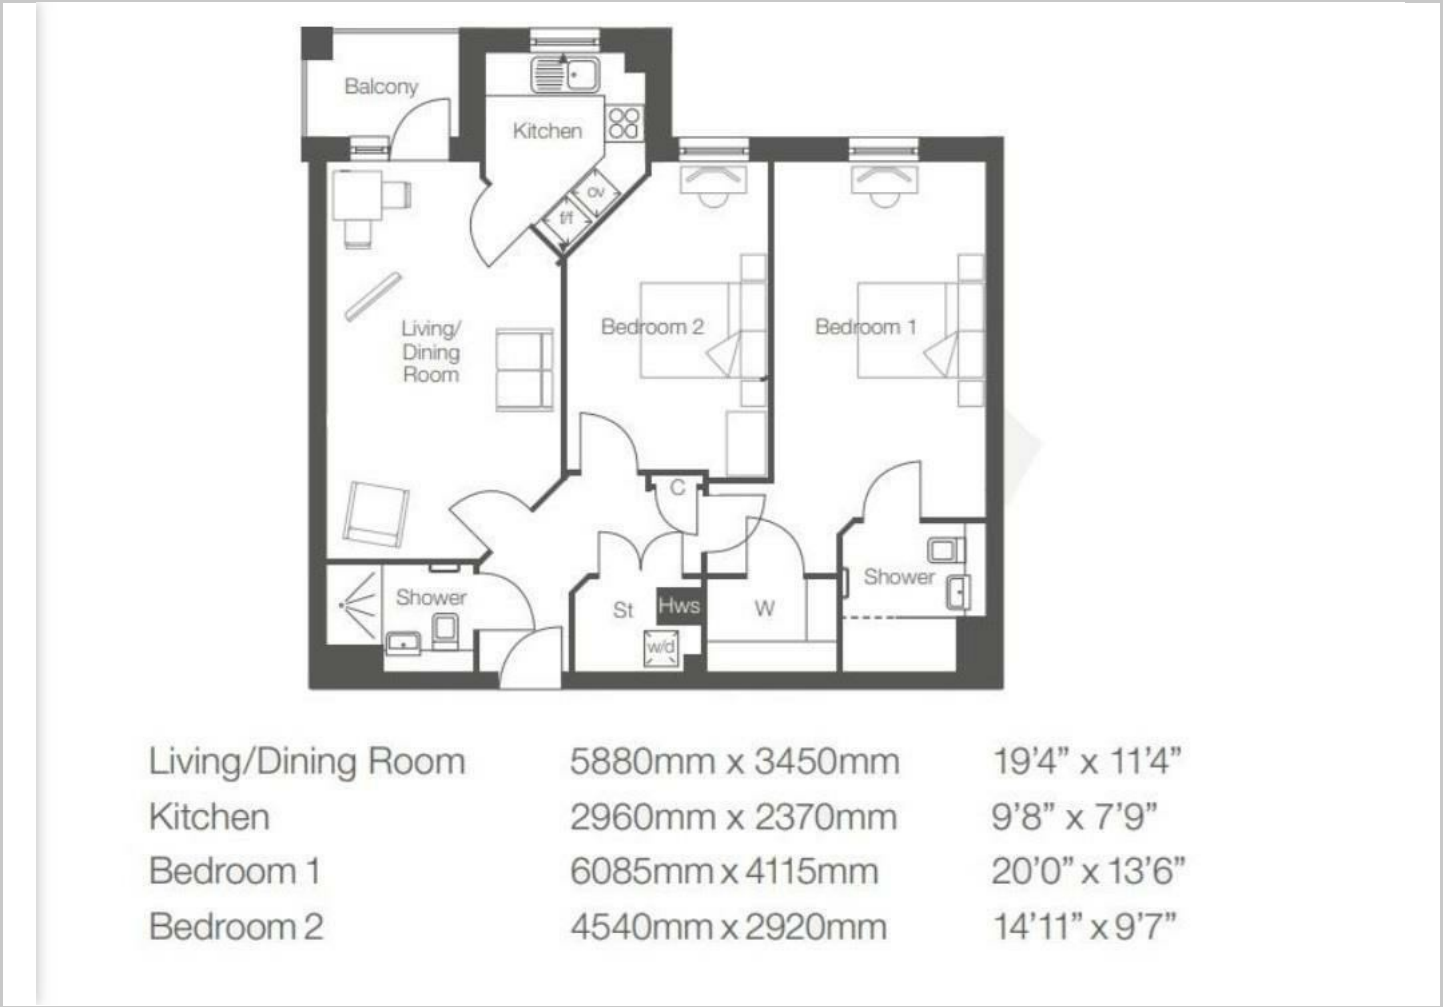 Balcony
Kitchen
ov
f/f
Living/
Dining
Room
Bedroom 2
Bedroom 1
C
Shower
Shower
St
Hws
W
w/d
Living/Dining Room 5880mm x 3450mm 19’4” x 11’4”
Kitchen 2960mm x 2370mm 9’8” x 7’9”
Bedroom 1 6085mm x 4115mm 20’0” x 13’6”
Bedroom 2 4540mm x 2920mm 14’11” x 9’7”